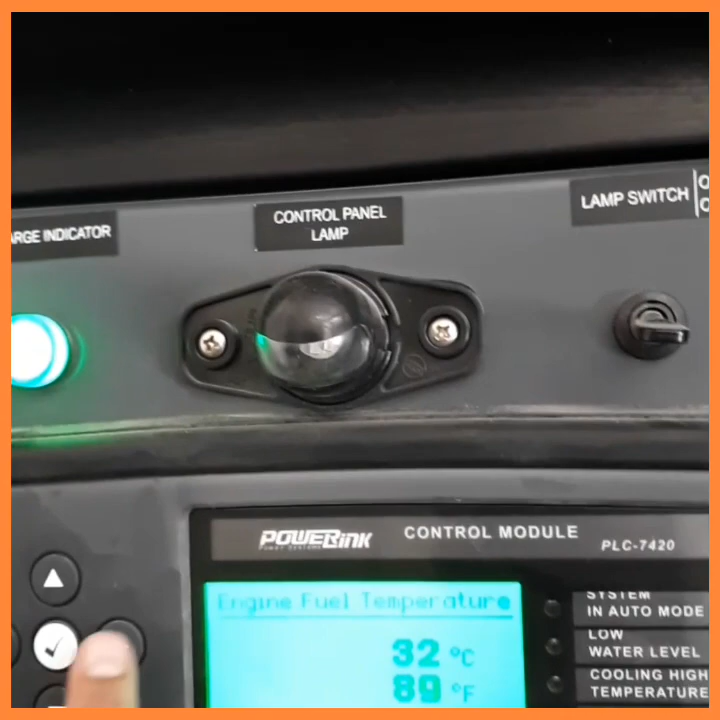 ARGE INDICATOR
CONTROL PANEL
LAMP
LAMP SWITCH
POWERLINK
CONTROL MODULE
PLC-7420
Engine Fuel Temperature
32 °C
89 °F
SYSTEM
IN AUTO MODE
LOW
WATER LEVEL
COOLING HIGH
TEMPERATURE